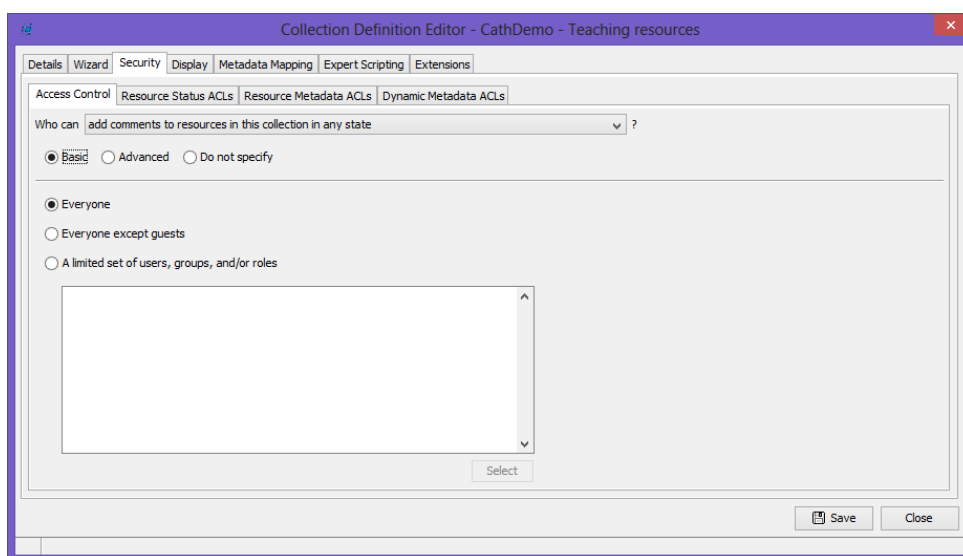 Collection Definition Editor - CathDemo - Teaching resources
Details Wizard Security Display Metadata Mapping Expert Scripting Extensions
Access Control Resource Status ACLs Resource Metadata ACLs Dynamic Metadata ACLs
Who can add comments to resources in this collection in any state ?
Basic Advanced Do not specify
Everyone
Everyone except guests
A limited set of users, groups, and/or roles
Select
Save Close